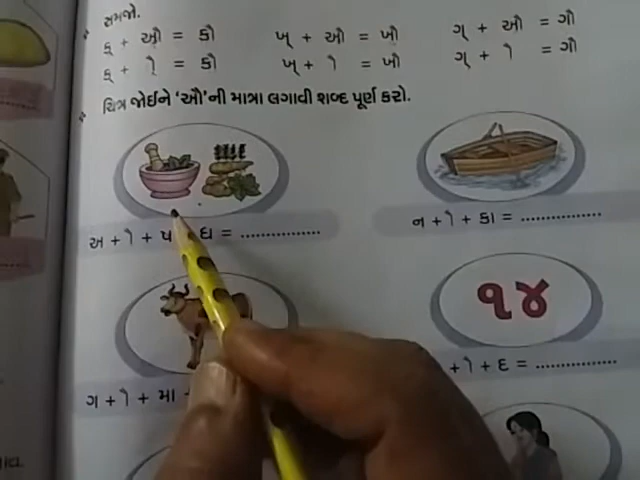 સમજો.
ક્ + ઔ = કૌ ખ્ + ઔ = ખૌ ગ્ + ઔ = ગૌ
ક્ + ૌ = કૌ ખ્ + ૌ = ખૌ ગ્ + ૌ = ગૌ
ચિત્ર જોઈને 'ઔ'ની માત્રા લગાવી શબ્દ પૂર્ણ કરો.
અ + ૌ + ષ ધ = .................. ન + ૌ + કા = ..................
૧૪
ગ + ૌ + મા + ૌ + દ = ..................